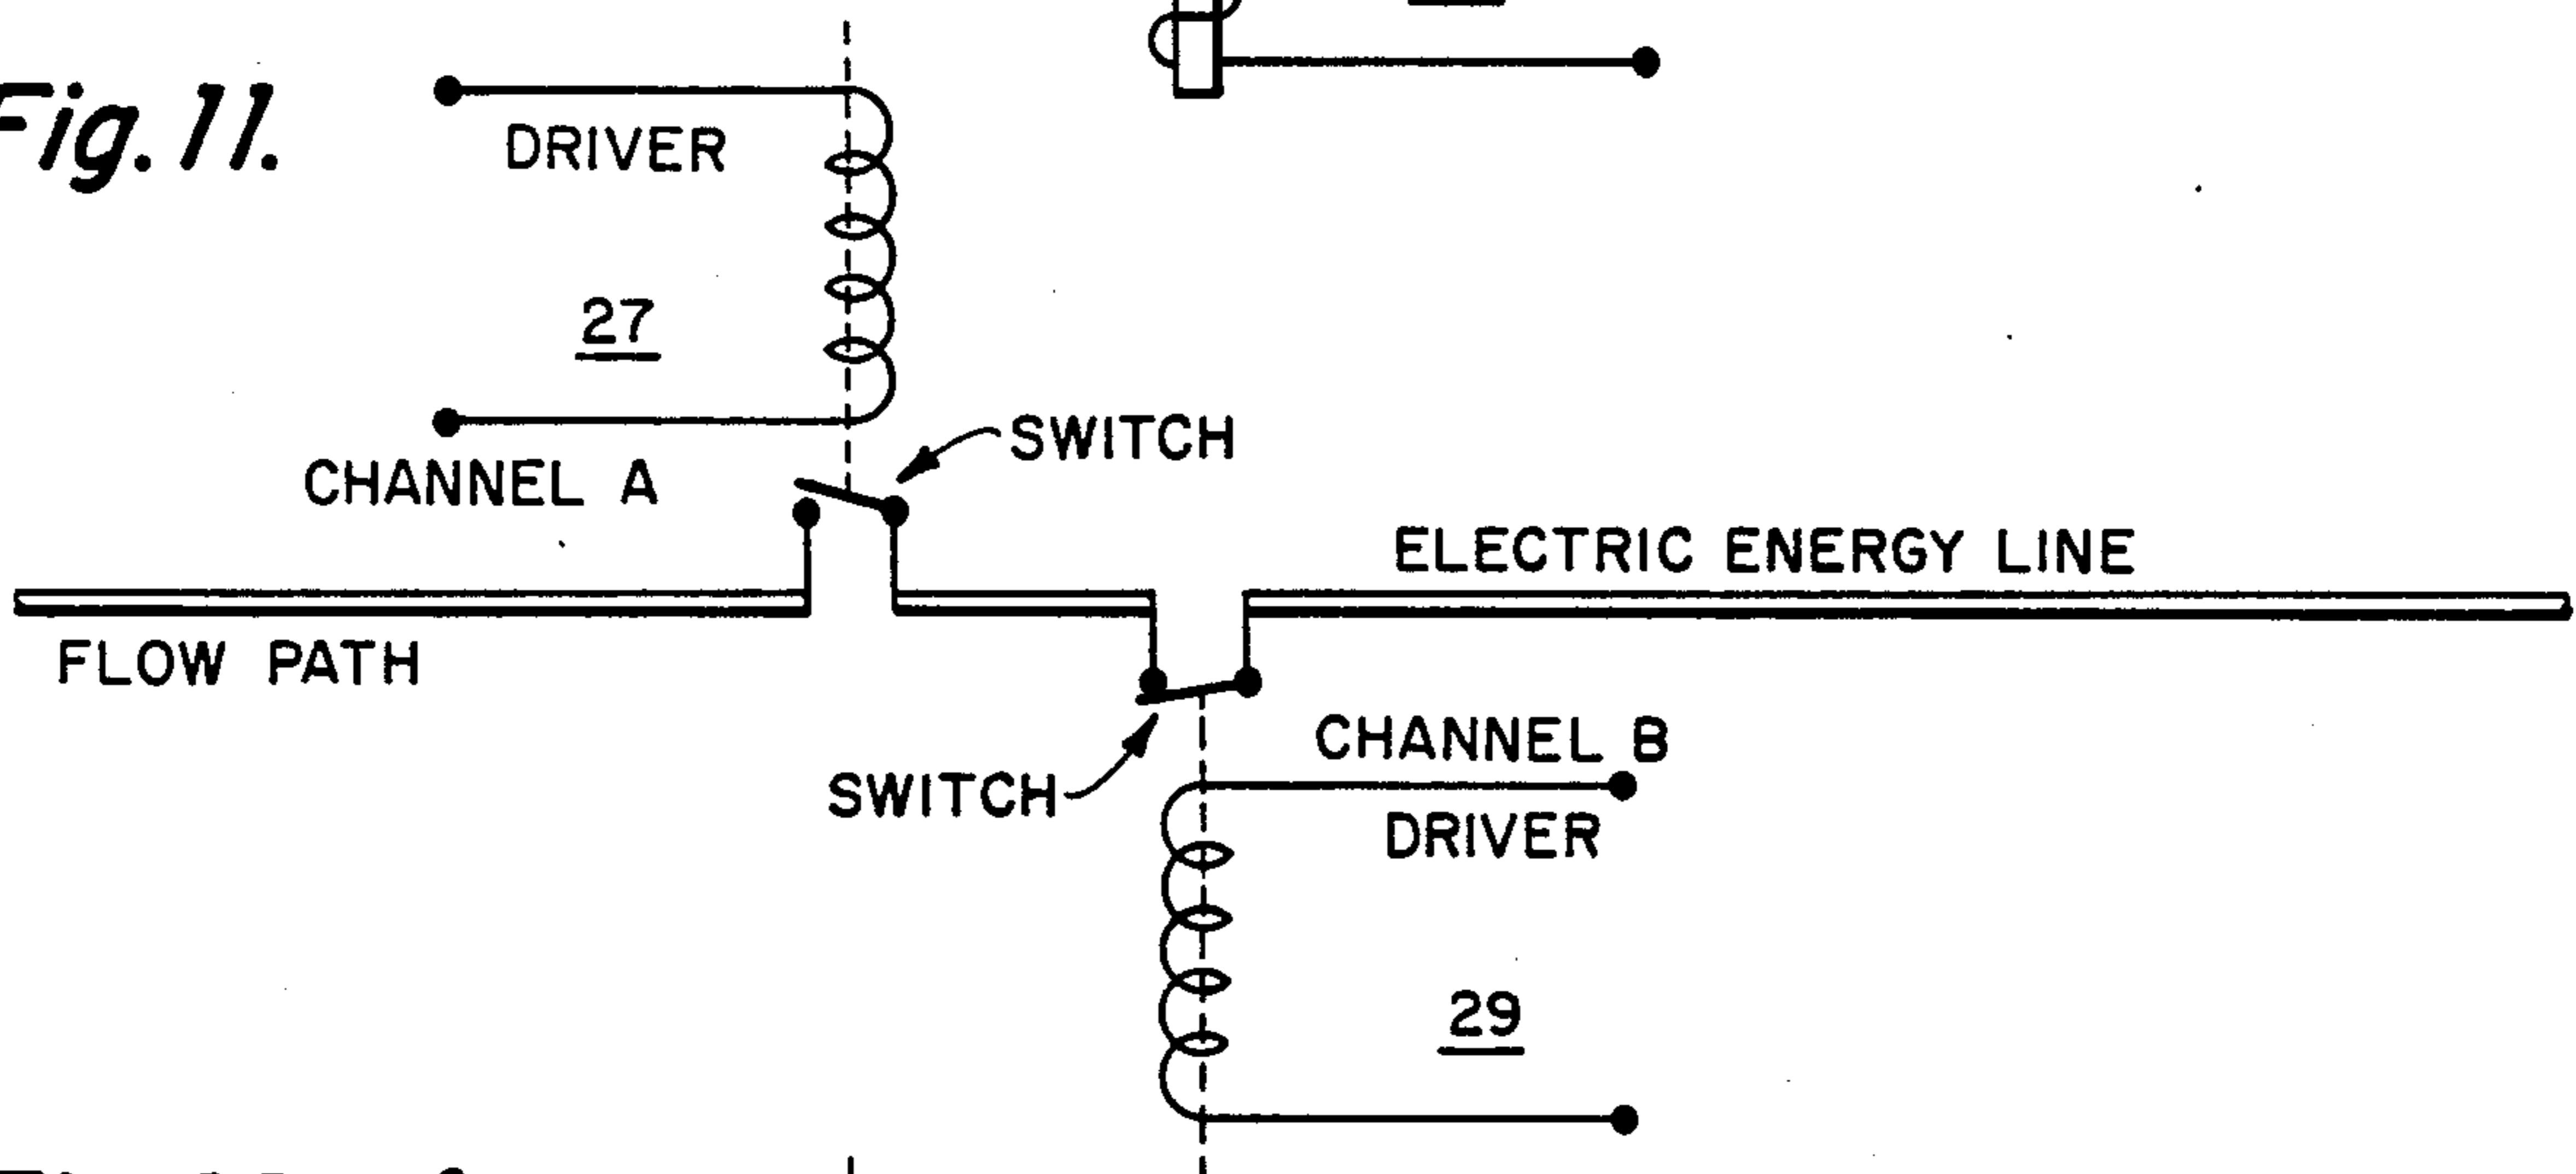 Fig. 11.
DRIVER
27
CHANNEL A
SWITCH
ELECTRIC ENERGY LINE
FLOW PATH
SWITCH
CHANNEL B
DRIVER
29